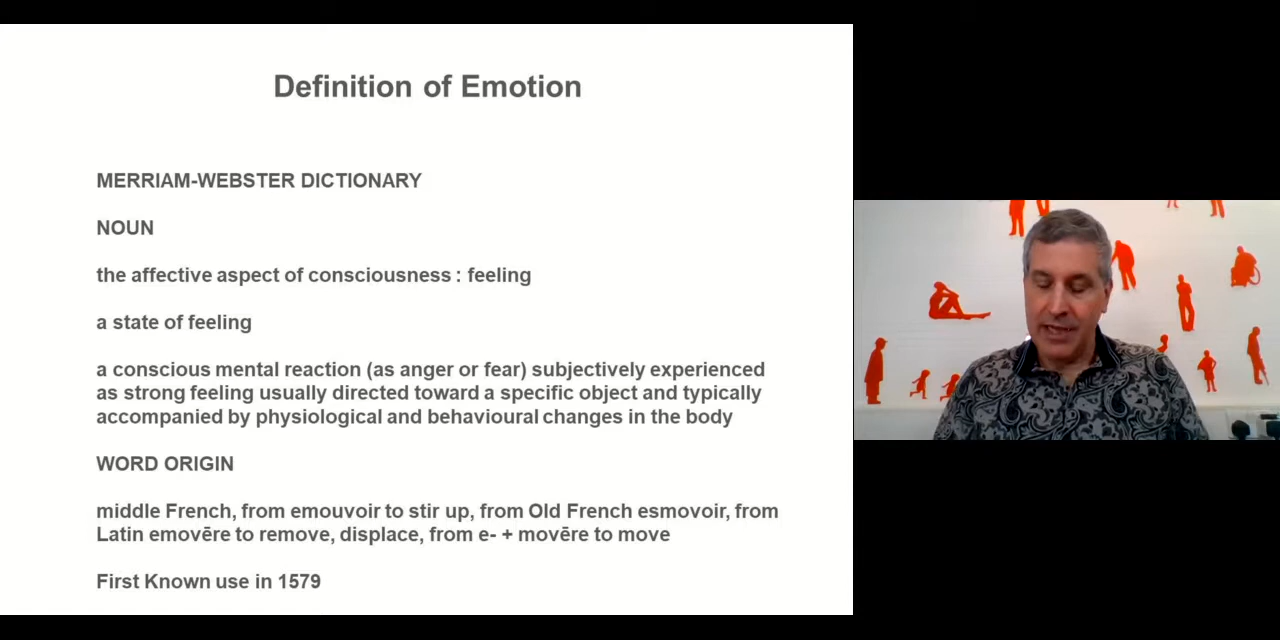 Definition of Emotion
MERRIAM-WEBSTER DICTIONARY
NOUN
the affective aspect of consciousness : feeling
a state of feeling
a conscious mental reaction (as anger or fear) subjectively experienced
as strong feeling usually directed toward a specific object and typically
accompanied by physiological and behavioural changes in the body
WORD ORIGIN
middle French, from emouvoir to stir up, from Old French esmovoir, from
Latin emovēre to remove, displace, from e- + movēre to move
First Known use in 1579